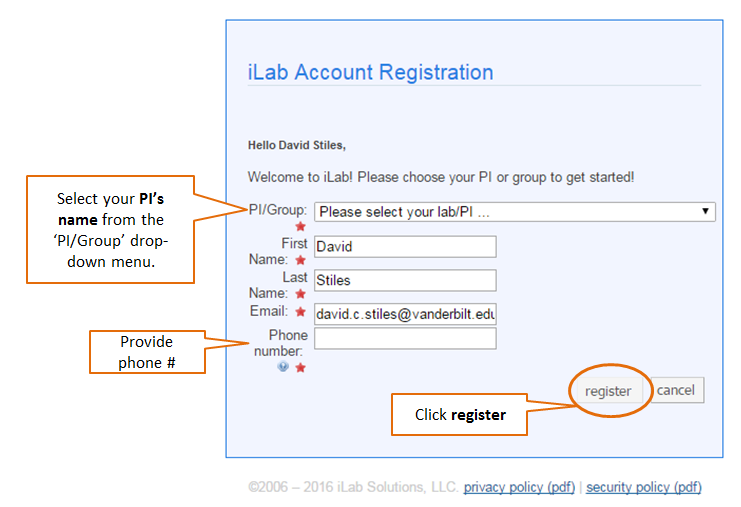 iLab Account Registration
Hello David Stiles,
Welcome to iLab! Please choose your PI or group to get started!
Select your PI's
name from the
'PI/Group' drop-
down menu.
PI/Group:
Please select your lab/PI ...
First
Name:
David
Last
Name:
Stiles
Email:
david.c.stiles@vanderbilt.edu
Provide
phone #
Phone
number:
register
cancel
Click register
©2006 – 2016 iLab Solutions, LLC. privacy policy (pdf) | security policy (pdf)